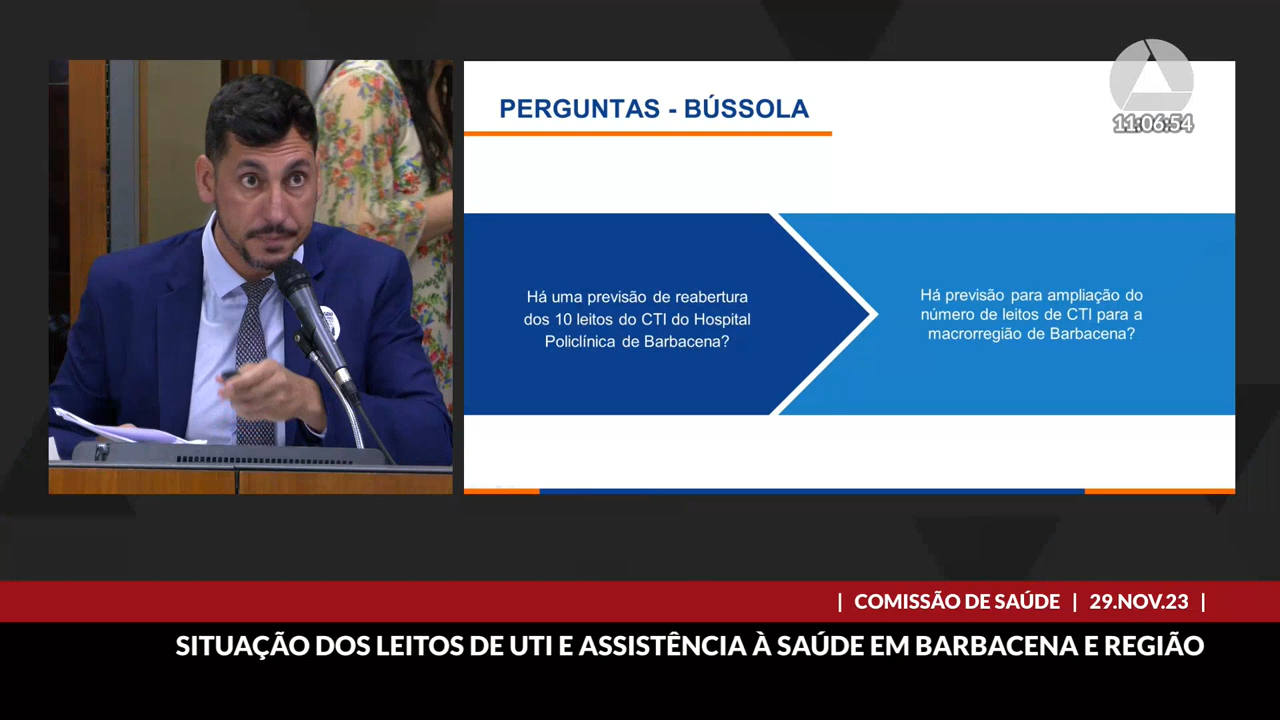 PERGUNTAS - BÚSSOLA
11:06:54
Há uma previsão de reabertura
dos 10 leitos do CTI do Hospital
Policlínica de Barbacena?
Há previsão para ampliação do
número de leitos de CTI para a
macrorregião de Barbacena?
| COMISSÃO DE SAÚDE | 29.NOV.23 |
SITUAÇÃO DOS LEITOS DE UTI E ASSISTÊNCIA À SAÚDE EM BARBACENA E REGIÃO